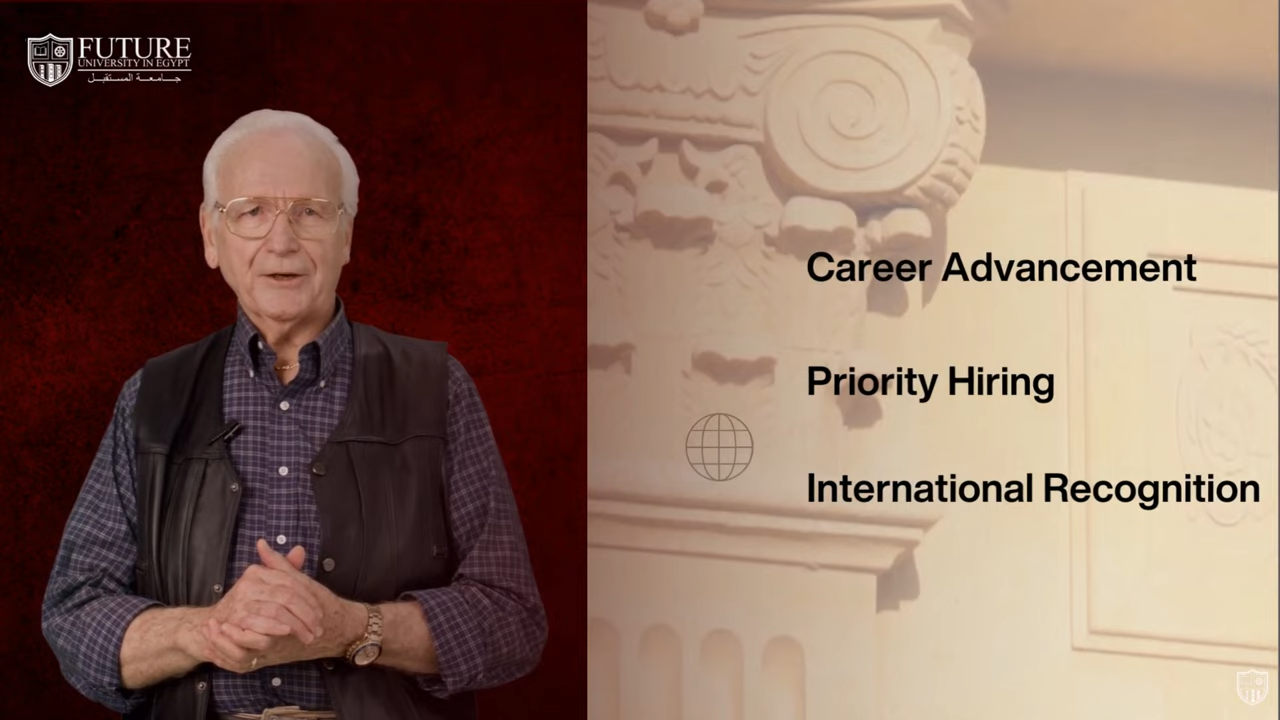 FUTURE
UNIVERSITY IN EGYPT
جامعة المستقبل
Career Advancement
Priority Hiring
International Recognition